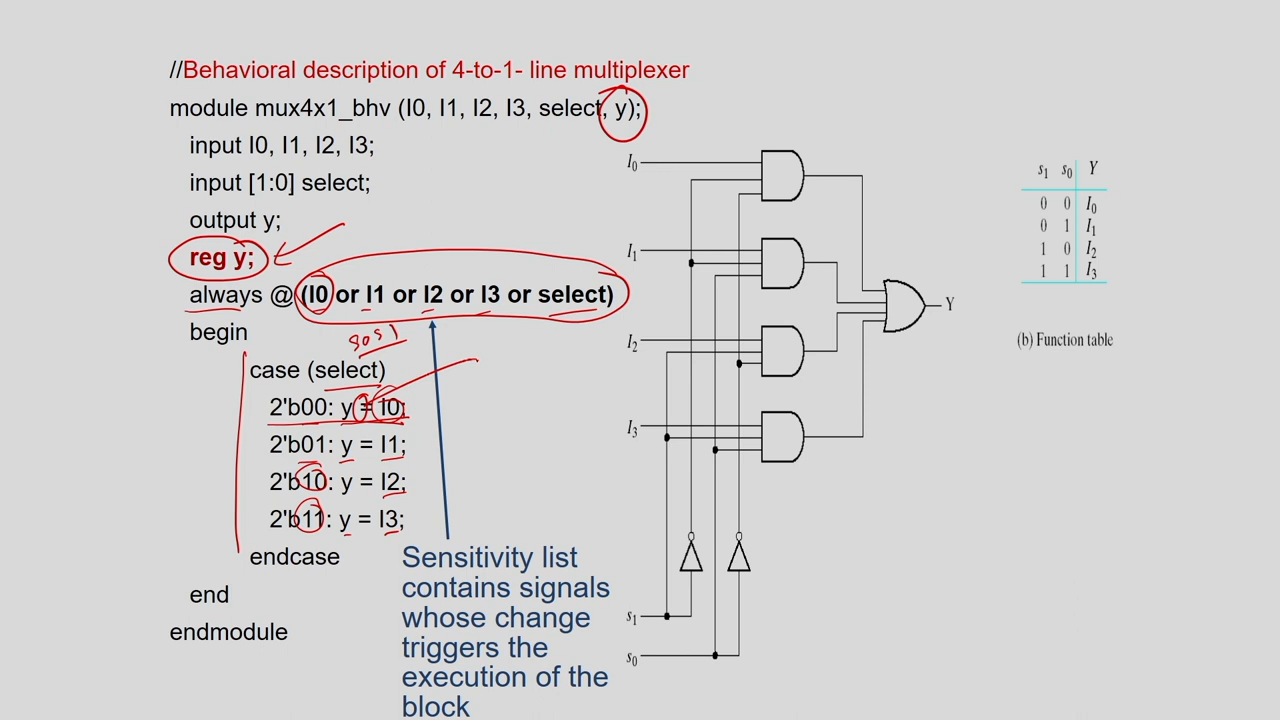 //Behavioral description of 4-to-1- line multiplexer
module mux4x1_bhv (I0, I1, I2, I3, select, y);
input I0, I1, I2, I3;
input [1:0] select;
output y;
reg y;
always @ (I0 or I1 or I2 or I3 or select)
begin
s0 s1
case (select)
2'b00: y = I0;
2'b01: y = I1;
2'b10: y = I2;
2'b11: y = I3;
endcase
end
endmodule
Sensitivity list
contains signals
whose change
triggers the
execution of the
block
I0
I1
I2
I3
s1
s0
Y
s1 s0 Y
0 0 I0
0 1 I1
1 0 I2
1 1 I3
(b) Function table